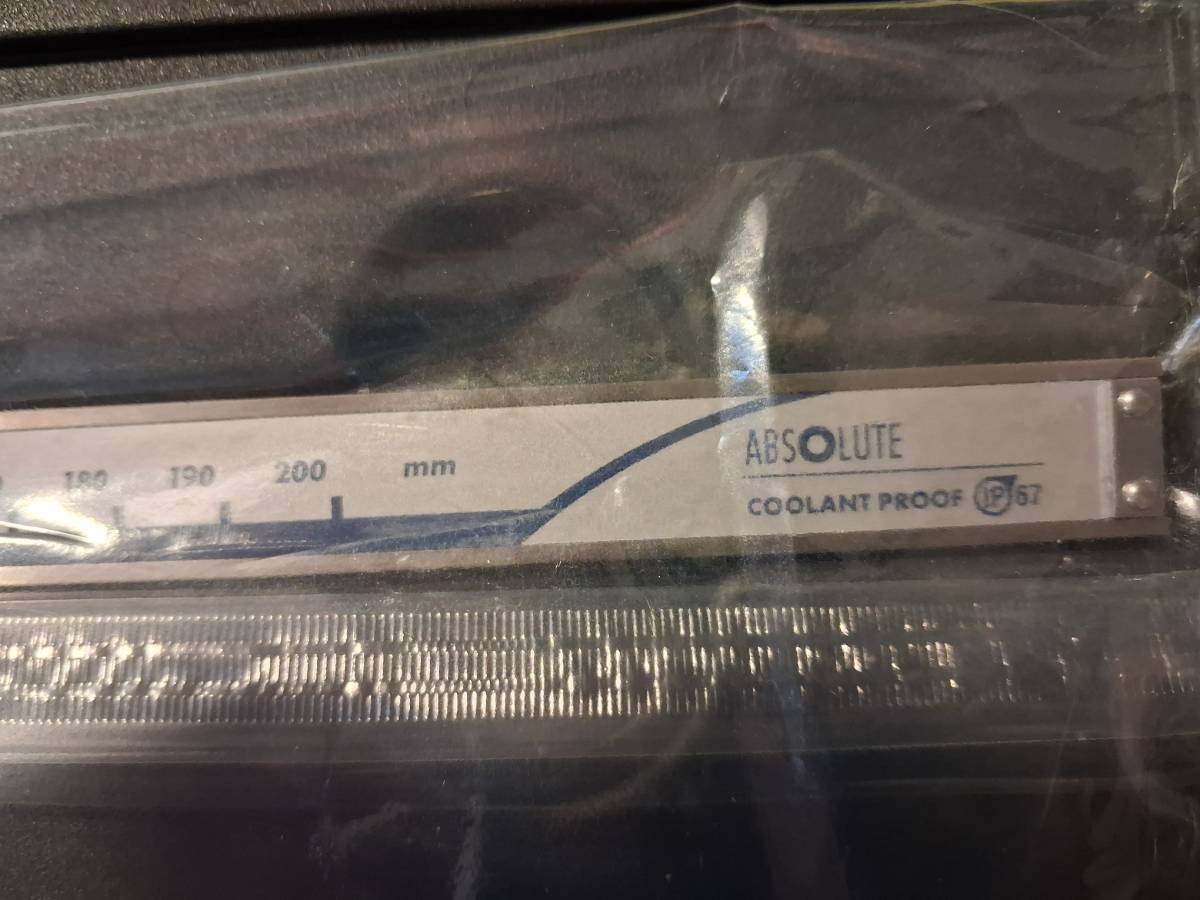 180 190 200 mm
ABSOLUTE
COOLANT PROOF IP67